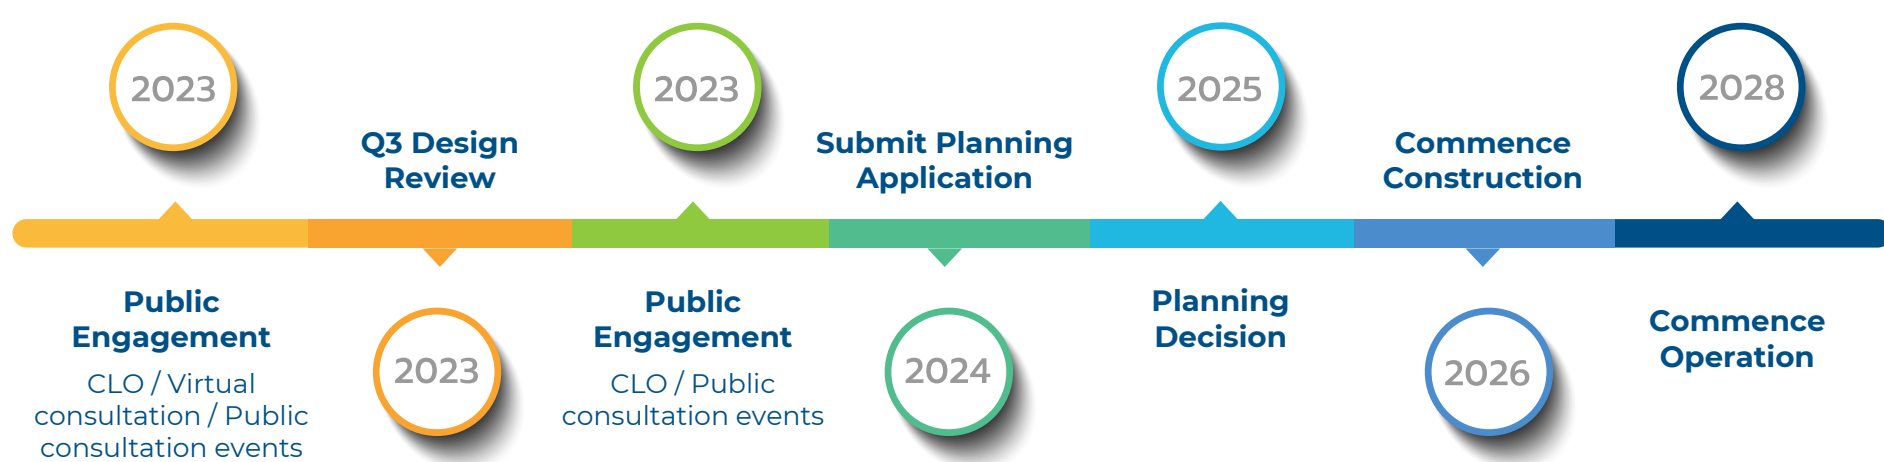 2023
Public
Engagement
CLO / Virtual
consultation / Public
consultation events
Q3 Design
Review
2023
2023
Public
Engagement
CLO / Public
consultation events
Submit Planning
Application
2024
2025
Planning
Decision
Commence
Construction
2026
2028
Commence
Operation